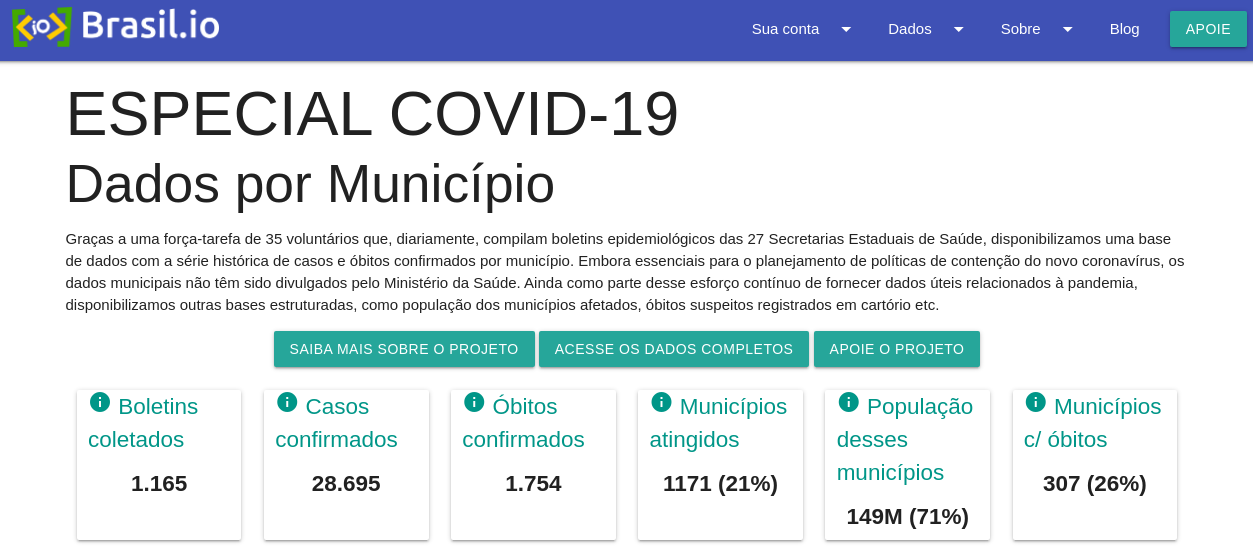 io Brasil.io
Sua conta Dados Sobre Blog APOIE
ESPECIAL COVID-19
Dados por Município
Graças a uma força-tarefa de 35 voluntários que, diariamente, compilam boletins epidemiológicos das 27 Secretarias Estaduais de Saúde, disponibilizamos uma base
de dados com a série histórica de casos e óbitos confirmados por município. Embora essenciais para o planejamento de políticas de contenção do novo coronavírus, os
dados municipais não têm sido divulgados pelo Ministério da Saúde. Ainda como parte desse esforço contínuo de fornecer dados úteis relacionados à pandemia,
disponibilizamos outras bases estruturadas, como população dos municípios afetados, óbitos suspeitos registrados em cartório etc.
SAIBA MAIS SOBRE O PROJETO ACESSE OS DADOS COMPLETOS APOIE O PROJETO
Boletins
coletados
1.165
Casos
confirmados
28.695
Óbitos
confirmados
1.754
Municípios
atingidos
1171 (21%)
População
desses
municípios
149M (71%)
Municípios
c/ óbitos
307 (26%)